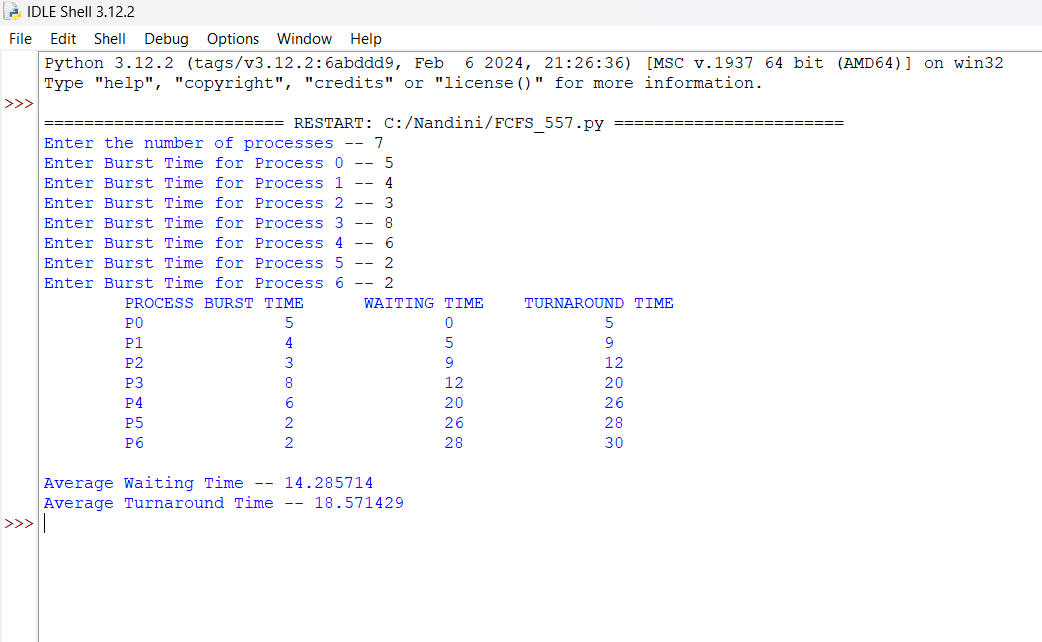 IDLE Shell 3.12.2
File Edit Shell Debug Options Window Help
Python 3.12.2 (tags/v3.12.2:6abddd9, Feb  6 2024, 21:26:36) [MSC v.1937 64 bit (AMD64)] on win32
Type "help", "copyright", "credits" or "license()" for more information.
>>>
======================== RESTART: C:/Nandini/FCFS_557.py =======================
Enter the number of processes -- 7
Enter Burst Time for Process 0 -- 5
Enter Burst Time for Process 1 -- 4
Enter Burst Time for Process 2 -- 3
Enter Burst Time for Process 3 -- 8
Enter Burst Time for Process 4 -- 6
Enter Burst Time for Process 5 -- 2
Enter Burst Time for Process 6 -- 2
PROCESS BURST TIME WAITING TIME TURNAROUND TIME
P0 5 0 5
P1 4 5 9
P2 3 9 12
P3 8 12 20
P4 6 20 26
P5 2 26 28
P6 2 28 30
Average Waiting Time -- 14.285714
Average Turnaround Time -- 18.571429
>>>